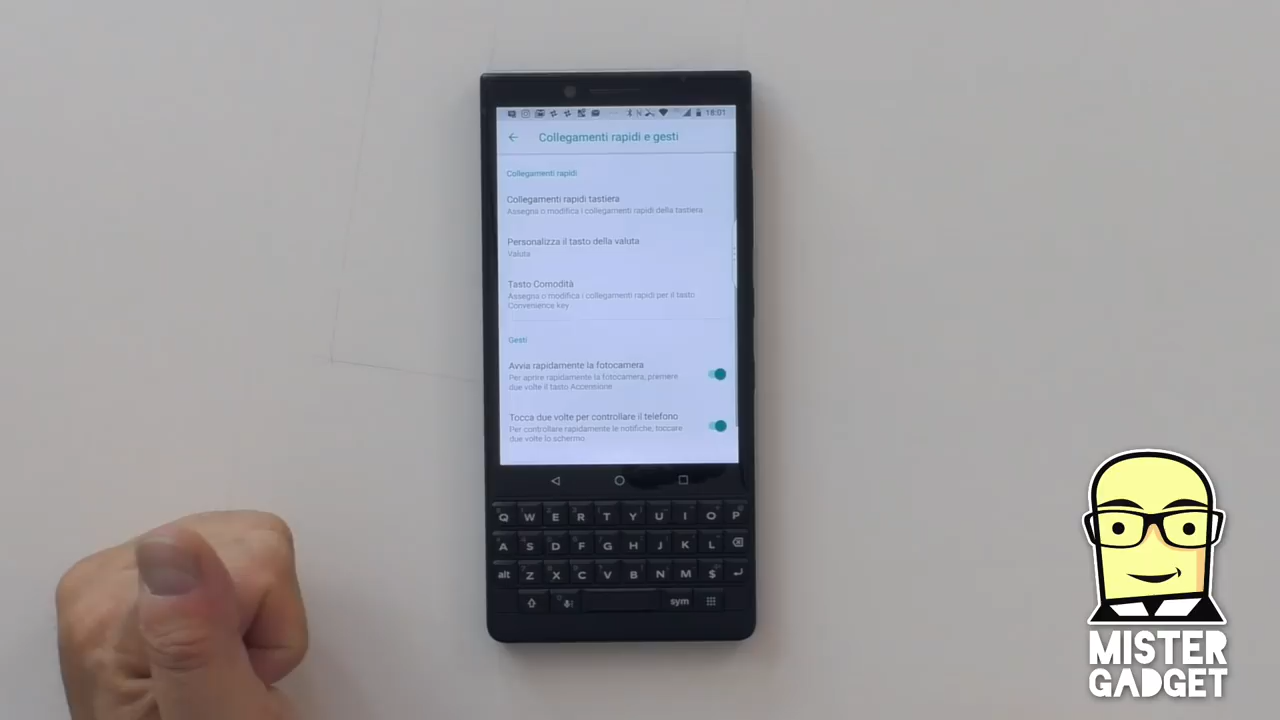 18:01
Collegamenti rapidi e gesti
Collegamenti rapidi
Collegamenti rapidi tastiera
Assegna o modifica i collegamenti rapidi della tastiera
Personalizza il tasto della valuta
Valuta
Tasto Comodità
Assegna o modifica i collegamenti rapidi per il tasto
Convenience key
Gesti
Avvia rapidamente la fotocamera
Per aprire rapidamente la fotocamera, premere
due volte il tasto Accensione
Tocca due volte per controllare il telefono
Per controllare rapidamente le notifiche, toccare
due volte lo schermo
Q W E R T Y U I O P
A S D F G H J K L
alt Z X C V B N M $
sym
MISTER
GADGET